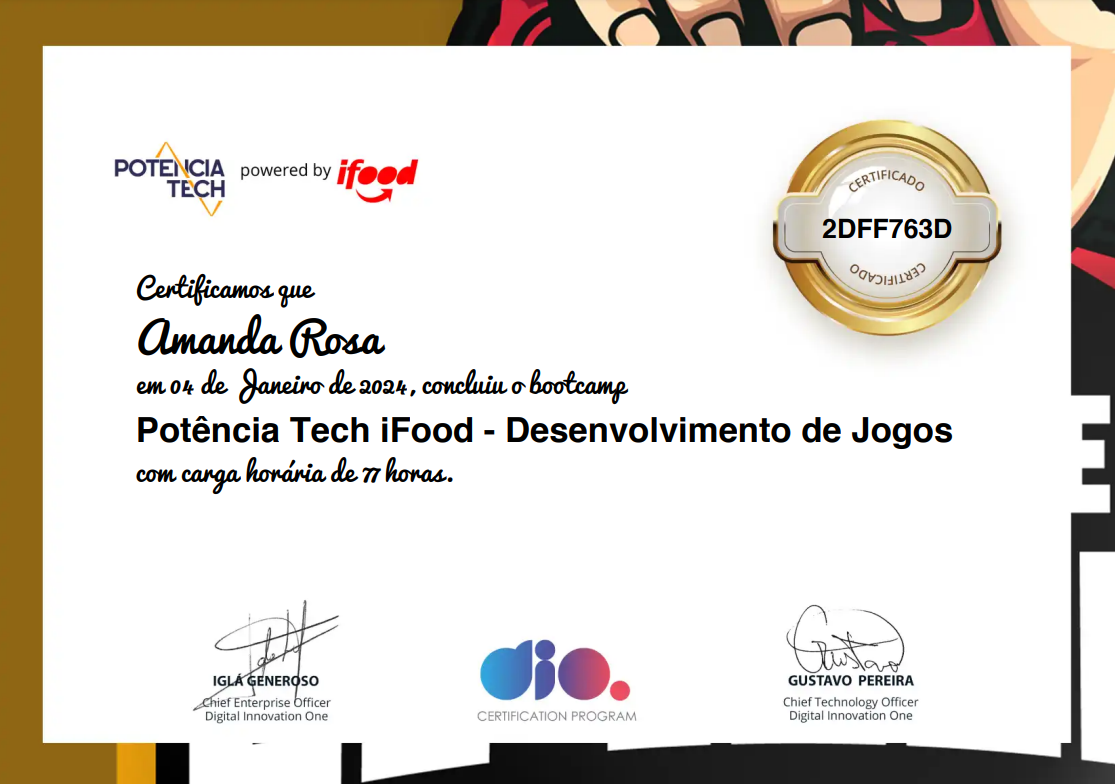 POTÊNCIA
TECH
powered by
ifood
CERTIFICADO
2DFF763D
CERTIFICADO
Certificamos que
Amanda Rosa
em 04 de Janeiro de 2024, concluiu o bootcamp
Potência Tech iFood - Desenvolvimento de Jogos
com carga horária de 77 horas.
IGLÁ GENEROSO
Chief Enterprise Officer
Digital Innovation One
dio.
CERTIFICATION PROGRAM
Gustavo
GUSTAVO PEREIRA
Chief Technology Officer
Digital Innovation One
E